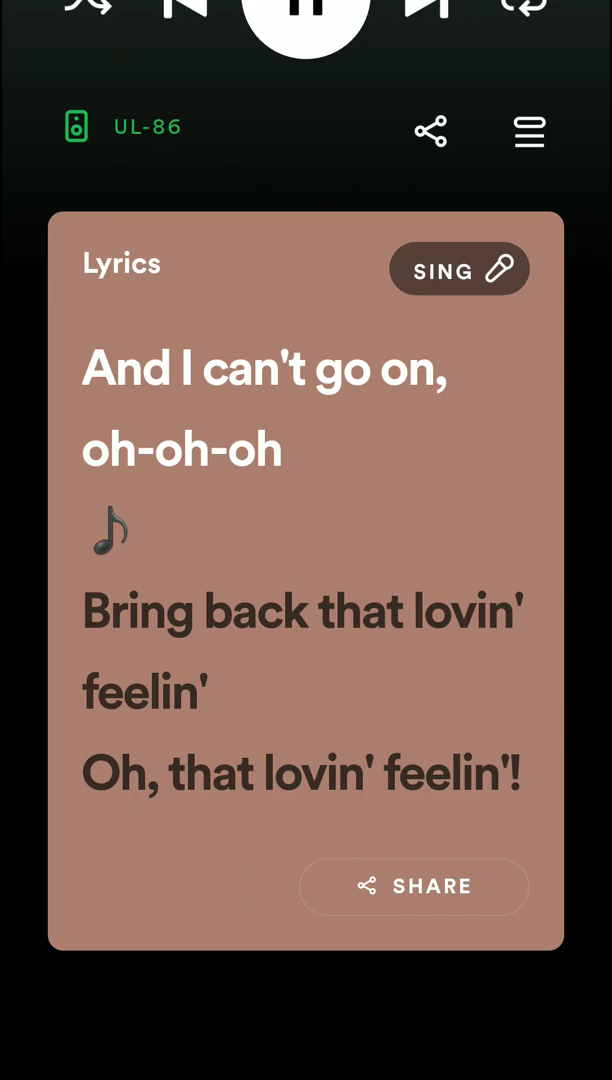 UL-86
Lyrics
SING
And I can't go on,
oh-oh-oh
♪
Bring back that lovin'
feelin'
Oh, that lovin' feelin'!
SHARE